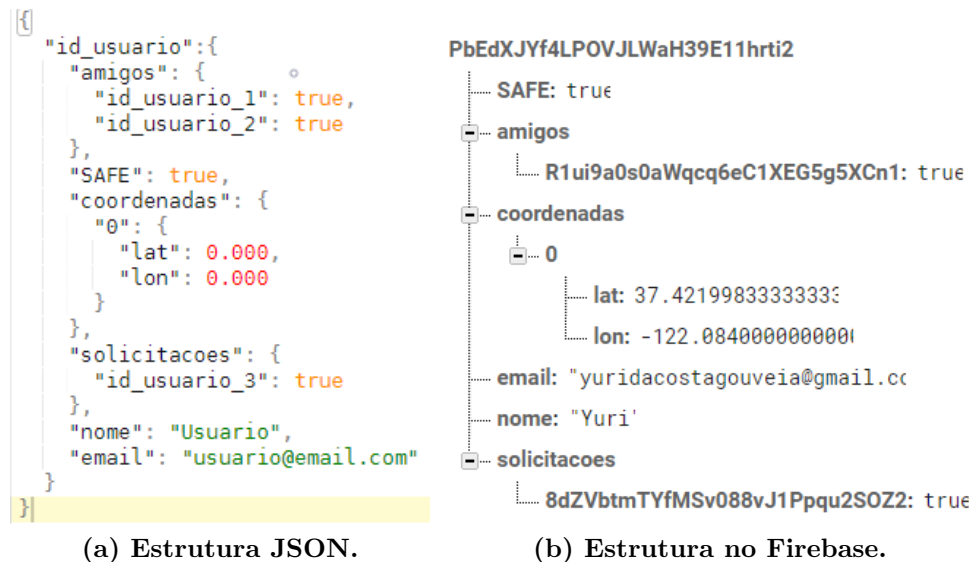 {
"id_usuario":{
"amigos": {
"id_usuario_1": true,
"id_usuario_2": true
},
"SAFE": true,
"coordenadas": {
"0": {
"lat": 0.000,
"lon": 0.000
}
},
"solicitacoes": {
"id_usuario_3": true
},
"nome": "Usuario",
"email": "usuario@email.com"
}
}
(a) Estrutura JSON.
PbEdXJYf4LPOVJLWaH39E11hrti2
SAFE: true
amigos
R1ui9a0s0aWqcq6eC1XEG5g5XCn1: true
coordenadas
0
lat: 37.42199833333333
lon: -122.0840000000000
email: "yuridacostagouveia@gmail.co
nome: "Yuri"
solicitacoes
8dZVbtmTYfMSv088vJ1Ppqu2SOZ2: true
(b) Estrutura no Firebase.